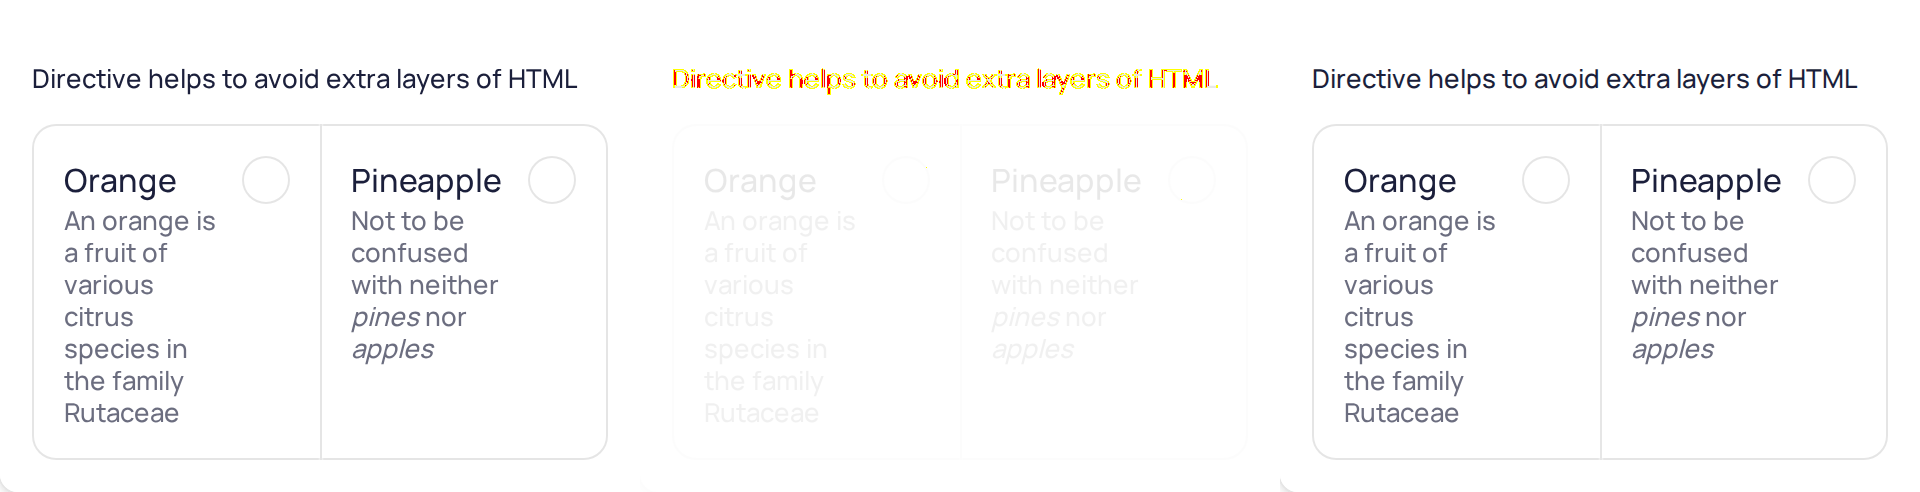 Directive helps to avoid extra layers of HTML
Orange
An orange is
a fruit of
various
citrus
species in
the family
Rutaceae
Pineapple
Not to be
confused
with neither
pines nor
apples
Directive helps to avoid extra layers of HTML
Orange
An orange is
a fruit of
various
citrus
species in
the family
Rutaceae
Pineapple
Not to be
confused
with neither
pines nor
apples
Directive helps to avoid extra layers of HTML
Orange
An orange is
a fruit of
various
citrus
species in
the family
Rutaceae
Pineapple
Not to be
confused
with neither
pines nor
apples